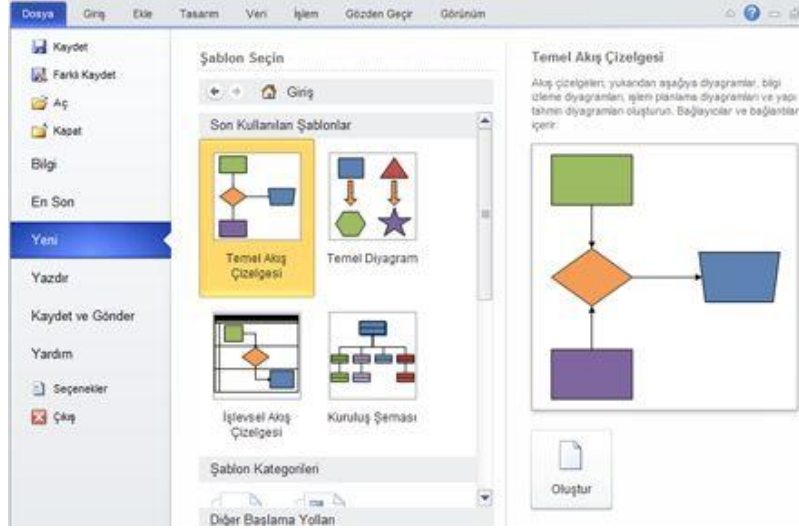 Dosya Giriş Ekle Tasarım Veri İşlem Gözden Geçir Görünüm
Kaydet
Farklı Kaydet
Aç
Kapat
Bilgi
En Son
Yeni
Yazdır
Kaydet ve Gönder
Yardım
Seçenekler
Çıkış
Şablon Seçin
Giriş
Son Kullanılan Şablonlar
Temel Akış
Çizelgesi
Temel Diyagram
İşlevsel Akış
Çizelgesi
Kuruluş Şeması
Şablon Kategorileri
Diğer Başlama Yolları
Temel Akış Çizelgesi
Akış çizelgeleri, yukarıdan aşağıya diyagramlar, bilgi
izleme diyagramları, işlem planlama diyagramları ve yapı
tahmin diyagramları oluşturun. Bağlayıcılar ve bağlantılar
içerir.
Oluştur